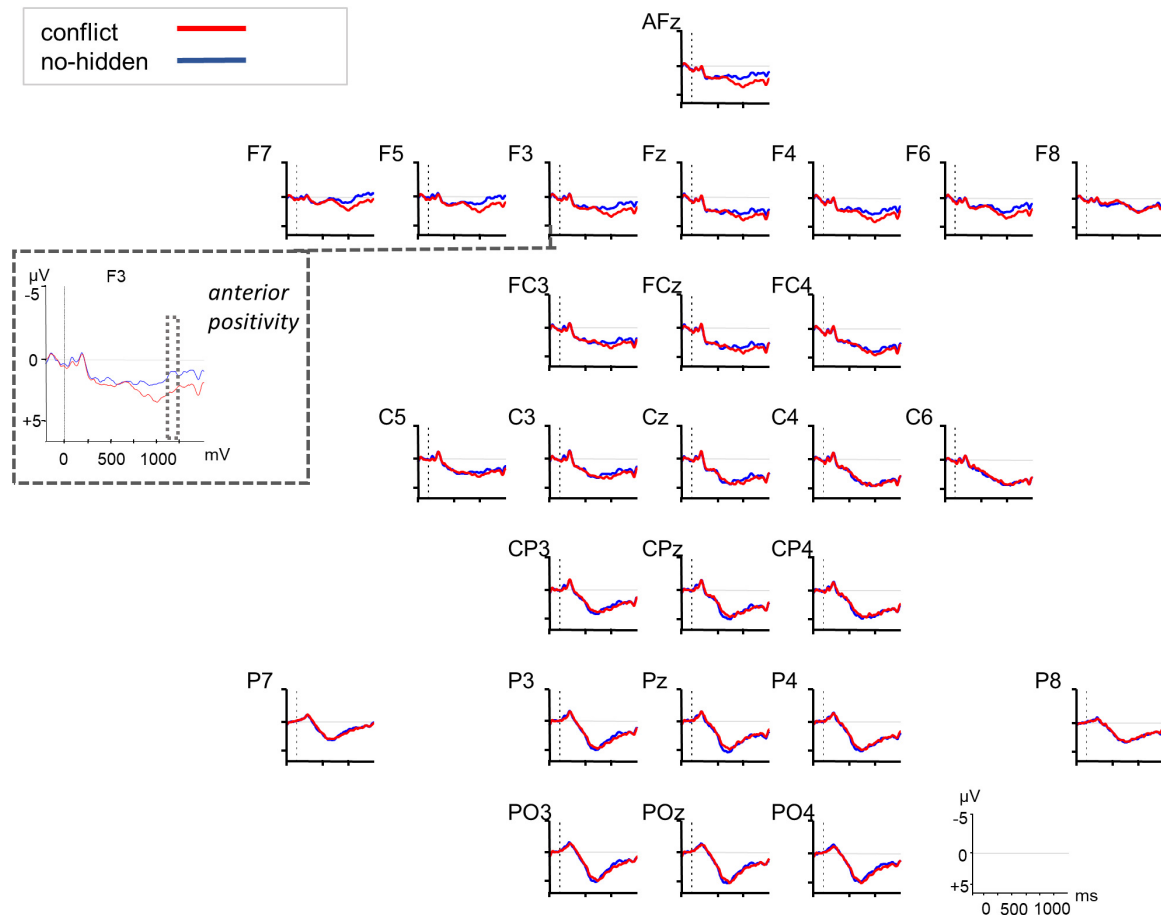 conflict
no-hidden
AFz
F7 F5 F3 Fz F4 F6 F8
µV F3
-5
anterior
positivity
0
+5
0 500 1000 mV
FC3 FCz FC4
C5 C3 Cz C4 C6
CP3 CPz CP4
P7 P3 Pz P4 P8
PO3 POz PO4
µV
-5
0
+5
0 500 1000 ms